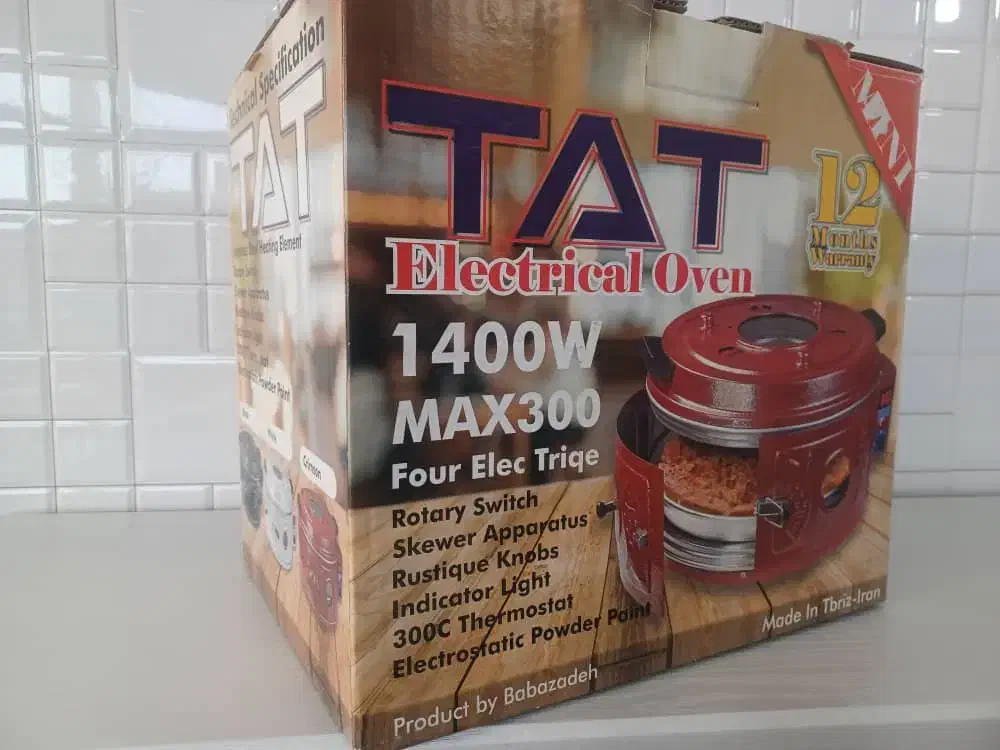 Technical Specification
TAT
Heating Element
Powder Paint
Crimson
TAT
Electrical Oven
1400W
MAX300
Four Elec Triqe
Rotary Switch
Skewer Apparatus
Rustique Knobs
Indicator Light
300C Thermostat
Electrostatic Powder Paint
Product by Babazadeh
MINI
12
Months
Warranty
Made In Tbriz-Iran